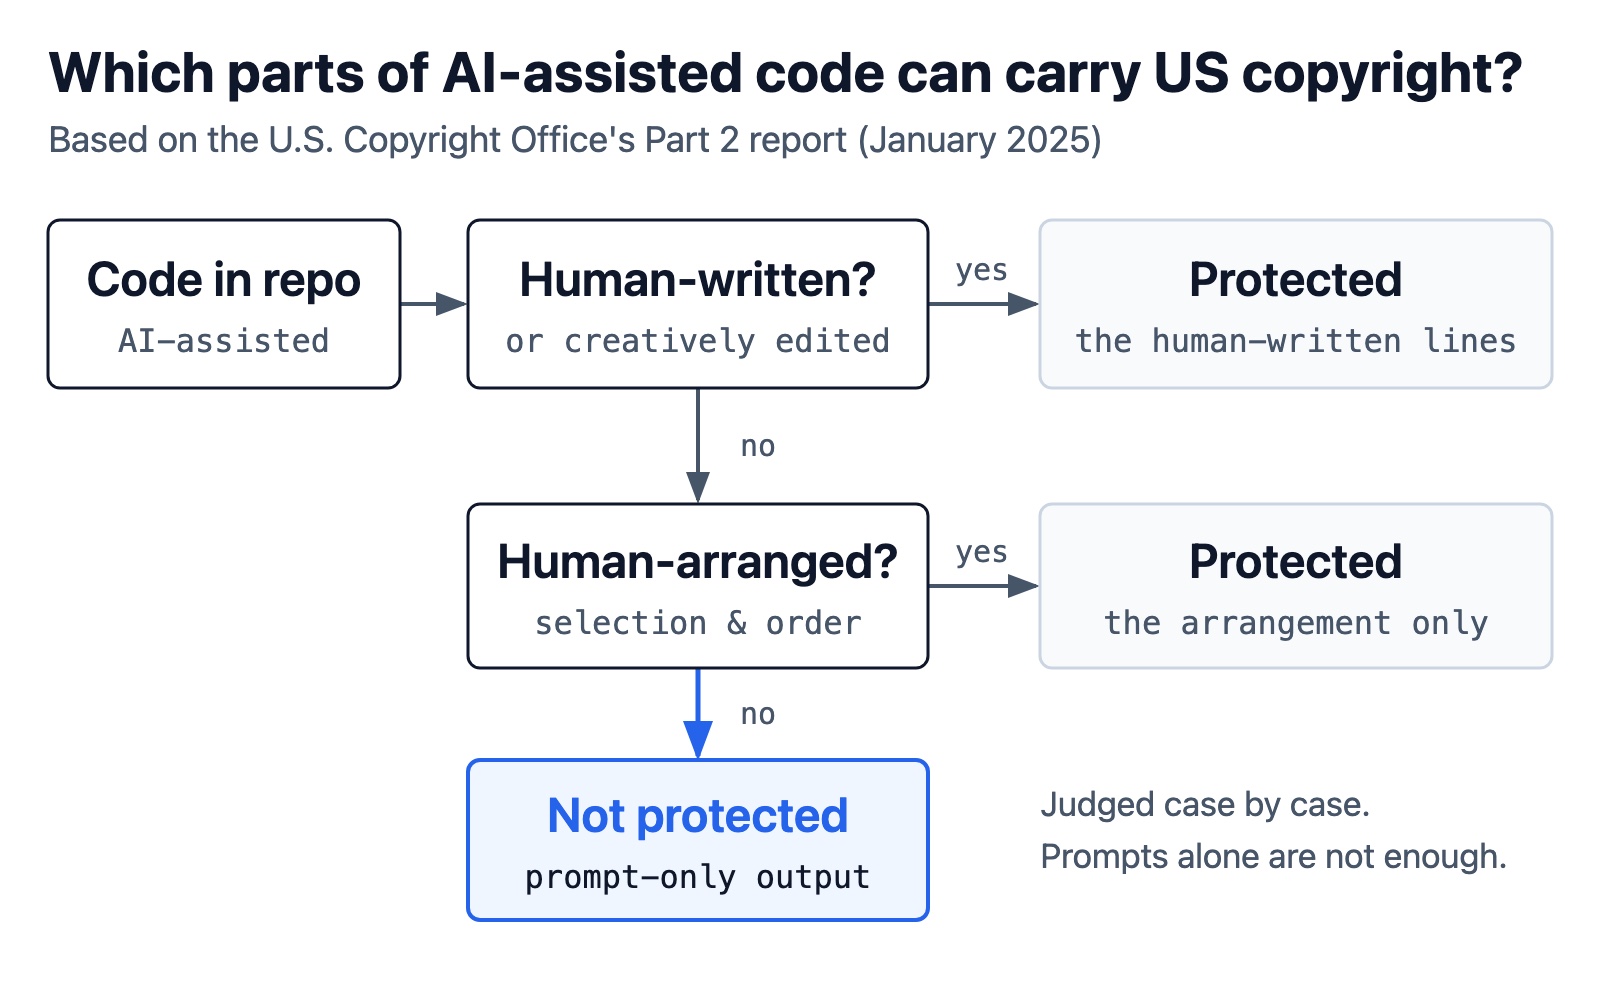 Which parts of AI-assisted code can carry US copyright?
Based on the U.S. Copyright Office's Part 2 report (January 2025)
Code in repo
AI-assisted
Human-written?
or creatively edited
yes
Protected
the human-written lines
no
Human-arranged?
selection & order
yes
Protected
the arrangement only
no
Not protected
prompt-only output
Judged case by case.
Prompts alone are not enough.